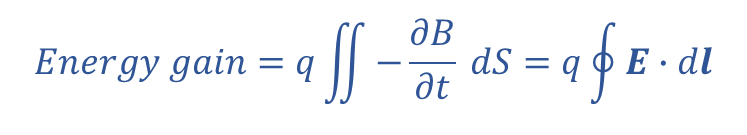 Energy gain = q ∬ − ∂B/∂t dS = q ∮ E · dl